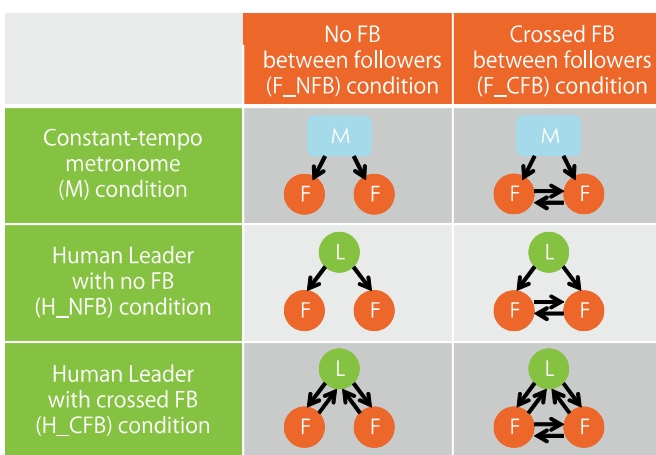 No FB
between followers
(F_NFB) condition
Crossed FB
between followers
(F_CFB) condition
Constant-tempo
metronome
(M) condition
M
F F
M
F F
Human Leader
with no FB
(H_NFB) condition
L
F F
L
F F
Human Leader
with crossed FB
(H_CFB) condition
L
F F
L
F F